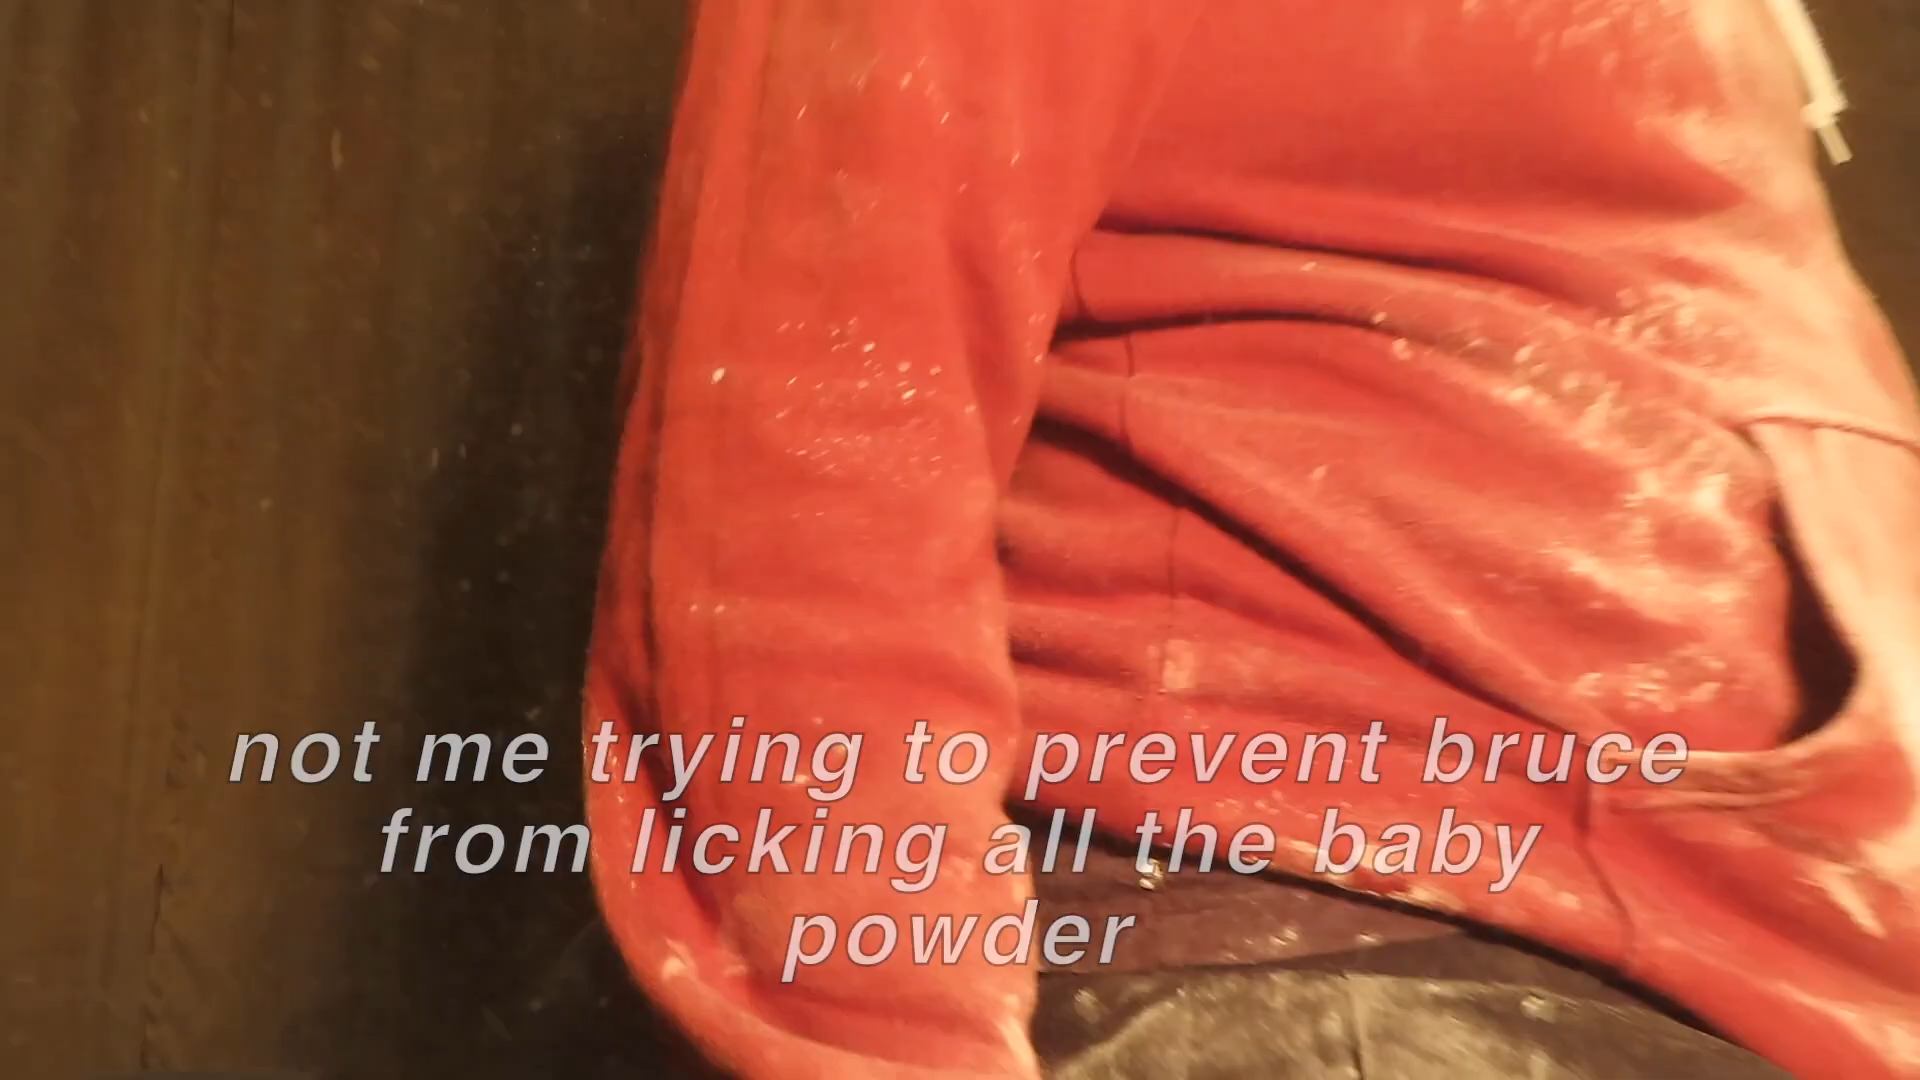 not me trying to prevent bruce
from licking all the baby
powder